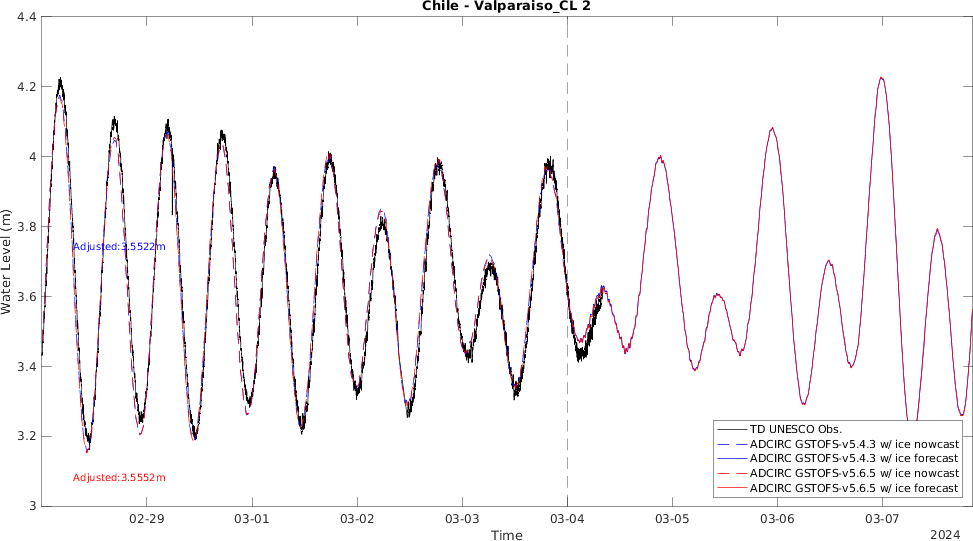 Chile - Valparaiso_CL 2
4.4
4.2
4
3.8
3.6
3.4
3.2
3
Water Level (m)
Adjusted:3.5522m
Adjusted:3.5552m
TD UNESCO Obs.
ADCIRC GSTOFS-v5.4.3 w/ ice nowcast
ADCIRC GSTOFS-v5.4.3 w/ ice forecast
ADCIRC GSTOFS-v5.6.5 w/ ice nowcast
ADCIRC GSTOFS-v5.6.5 w/ ice forecast
02-29
03-01
03-02
03-03
03-04
03-05
03-06
03-07
Time
2024